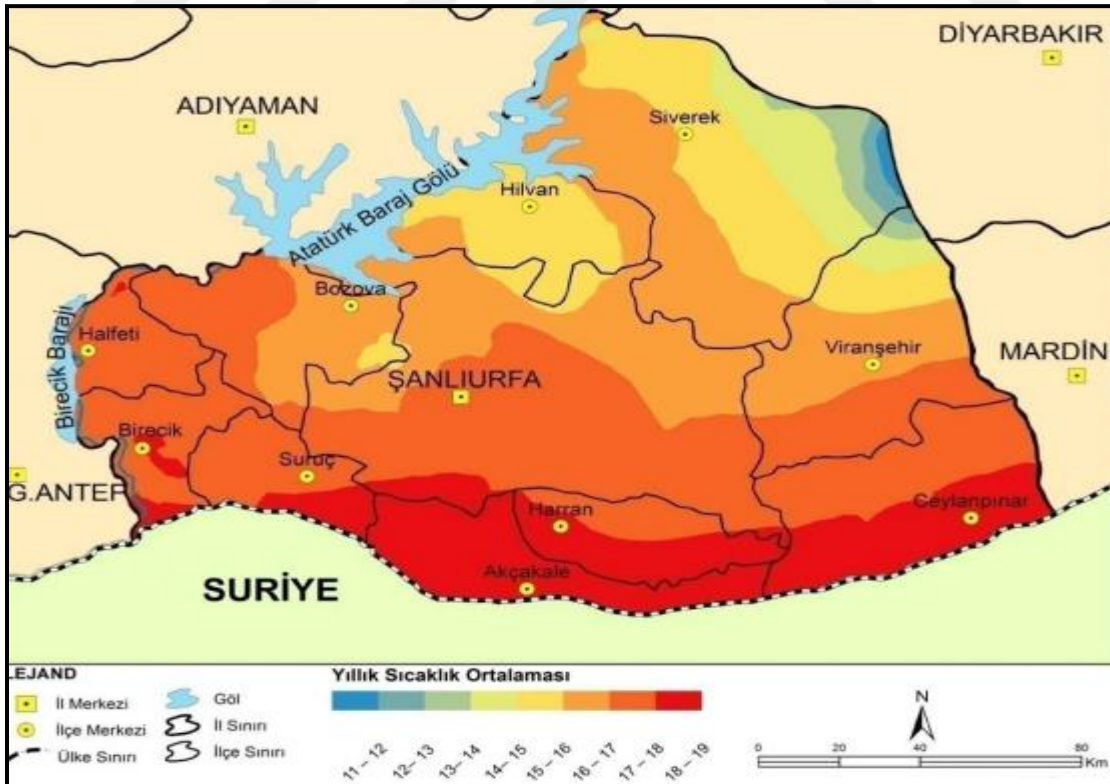 DİYARBAKIR
ADIYAMAN
Siverek
Hilvan
Atatürk Baraj Gölü
Bozova
Halfeti
Birecik Barajı
Viranşehir
MARDİN
ŞANLIURFA
Birecik
Suruç
G.ANTEP
Ceylanpınar
Harran
Akçakale
SURİYE
LEJAND
İl Merkezi
İlçe Merkezi
Ülke Sınırı
Göl
İl Sınırı
İlçe Sınırı
Yıllık Sıcaklık Ortalaması
11 – 12
12– 13
13– 14
14– 15
15 – 16
16 – 17
17 – 18
18 – 19
N
0 20 40 80
Km